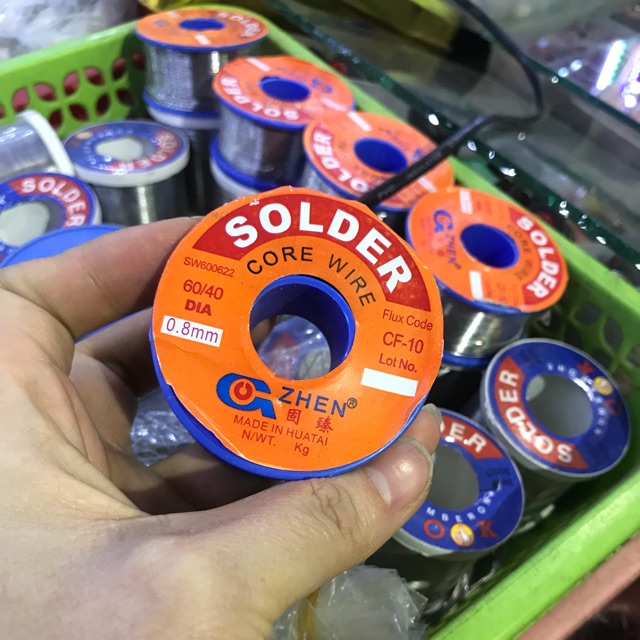 SOLDER
CORE WIRE
SW600622
60/40
DIA
0.8mm
Flux Code
CF-10
Lot No.
ZHEN®
固臻
MADE IN HUATAI
N/WT. Kg
SOLDER
SOLDER
SOLDER
CORE WIRE
ZHEN
SOLDER
SOLDER
SOLDER